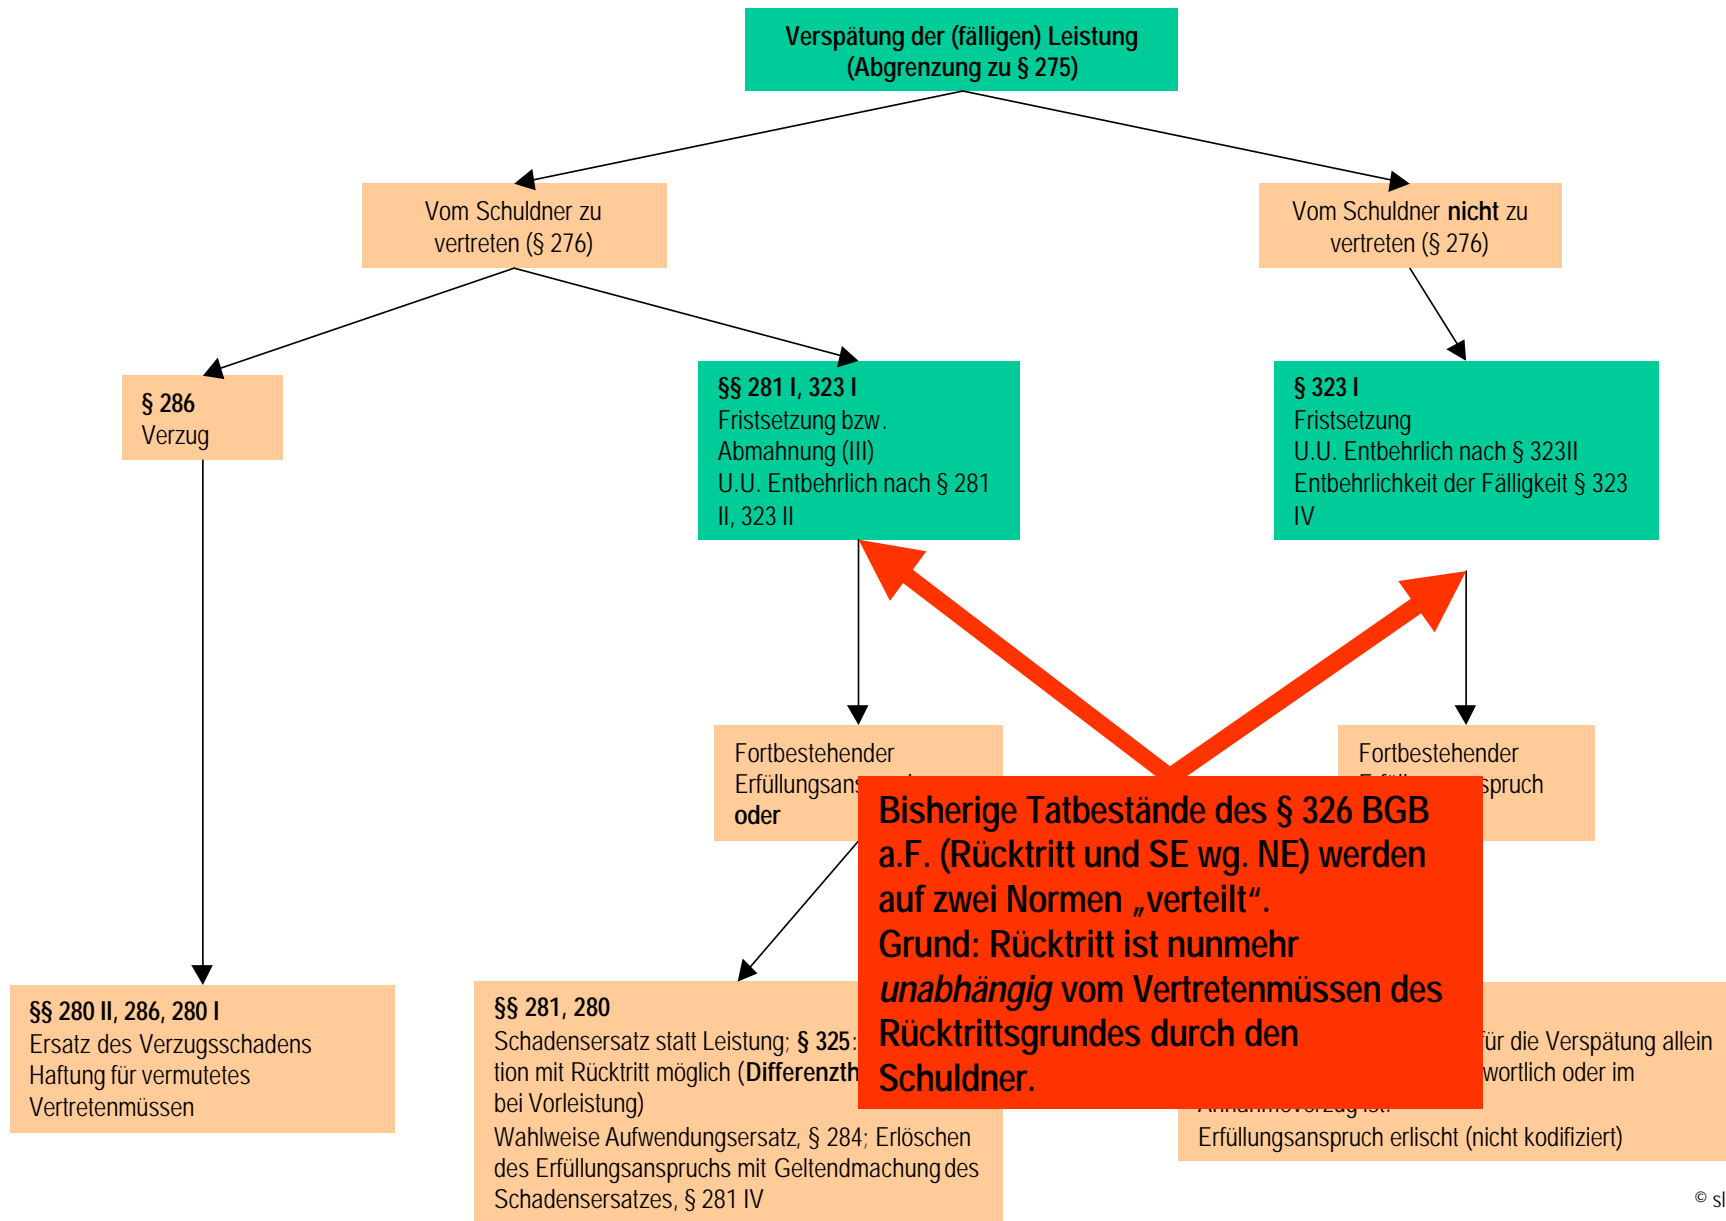 Verspätung der (fälligen) Leistung
(Abgrenzung zu § 275)
Vom Schuldner zu
vertreten (§ 276)
Vom Schuldner nicht zu
vertreten (§ 276)
§ 286
Verzug
§§ 281 I, 323 I
Fristsetzung bzw.
Abmahnung (III)
U.U. Entbehrlich nach § 281
II, 323 II
§ 323 I
Fristsetzung
U.U. Entbehrlich nach § 323II
Entbehrlichkeit der Fälligkeit § 323
IV
Fortbestehender
oder
Fortbestehender
Bisherige Tatbestände des § 326 BGB
a.F. (Rücktritt und SE wg. NE) werden
auf zwei Normen „verteilt“.
Grund: Rücktritt ist nunmehr
unabhängig vom Vertretenmüssen des
Rücktrittsgrundes durch den
Schuldner.
§§ 280 II, 286, 280 I
Ersatz des Verzugsschadens
Haftung für vermutetes
Vertretenmüssen
§§ 281, 280
Schadensersatz statt Leistung; § 325:
tion mit Rücktritt möglich (Differenzth
bei Vorleistung)
Wahlweise Aufwendungsersatz, § 284; Erlöschen
des Erfüllungsanspruchs mit Geltendmachung des
Schadensersatzes, § 281 IV
für die Verspätung allein
wortlich oder im
Erfüllungsanspruch erlischt (nicht kodifiziert)
© sl